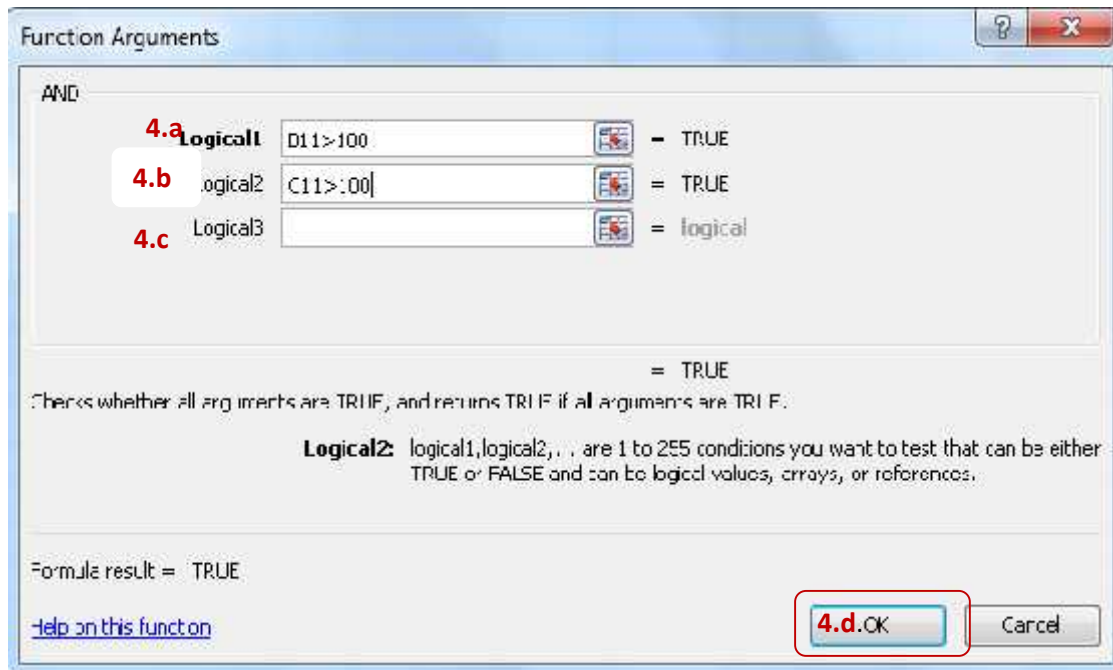 Function Arguments
AND
4.a Logical1 D11>100 = TRUE
4.b Logical2 C11>100 = TRUE
4.c Logical3 = logical
= TRUE
Checks whether all arguments are TRUE, and returns TRUE if all arguments are TRUE.
Logical2: logical1,logical2,... are 1 to 255 conditions you want to test that can be either
TRUE or FALSE and can be logical values, arrays, or references.
Formula result = TRUE
Help on this function
4.d. OK Cancel